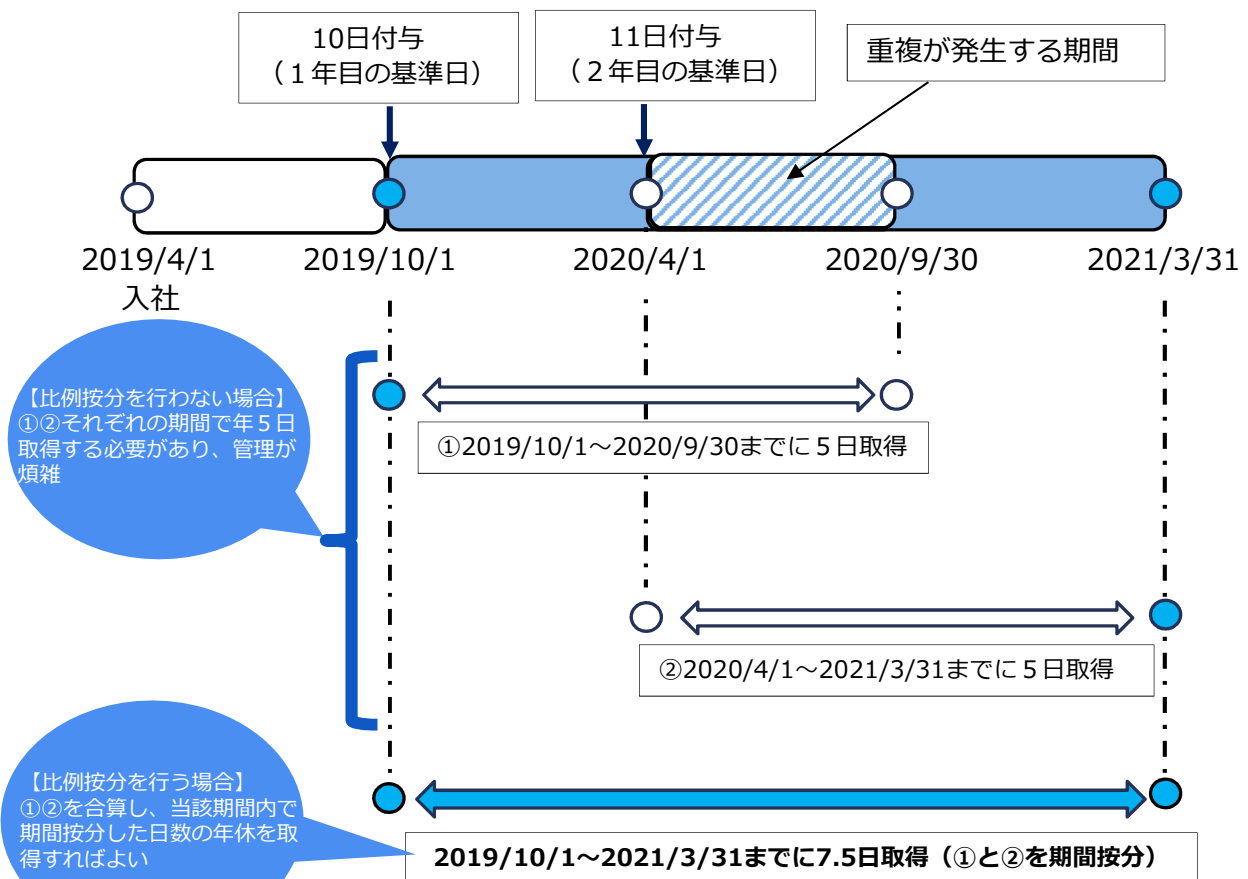 10日付与
（１年目の基準日）
11日付与
（２年目の基準日）
重複が発生する期間
2019/4/1
入社
2019/10/1
2020/4/1
2020/9/30
2021/3/31
【比例按分を行わない場合】
①②それぞれの期間で年５日
取得する必要があり、管理が
煩雑
①2019/10/1～2020/9/30までに５日取得
②2020/4/1～2021/3/31までに５日取得
【比例按分を行う場合】
①②を合算し、当該期間内で
期間按分した日数の年休を取
得すればよい
2019/10/1～2021/3/31までに7.5日取得（①と②を期間按分）